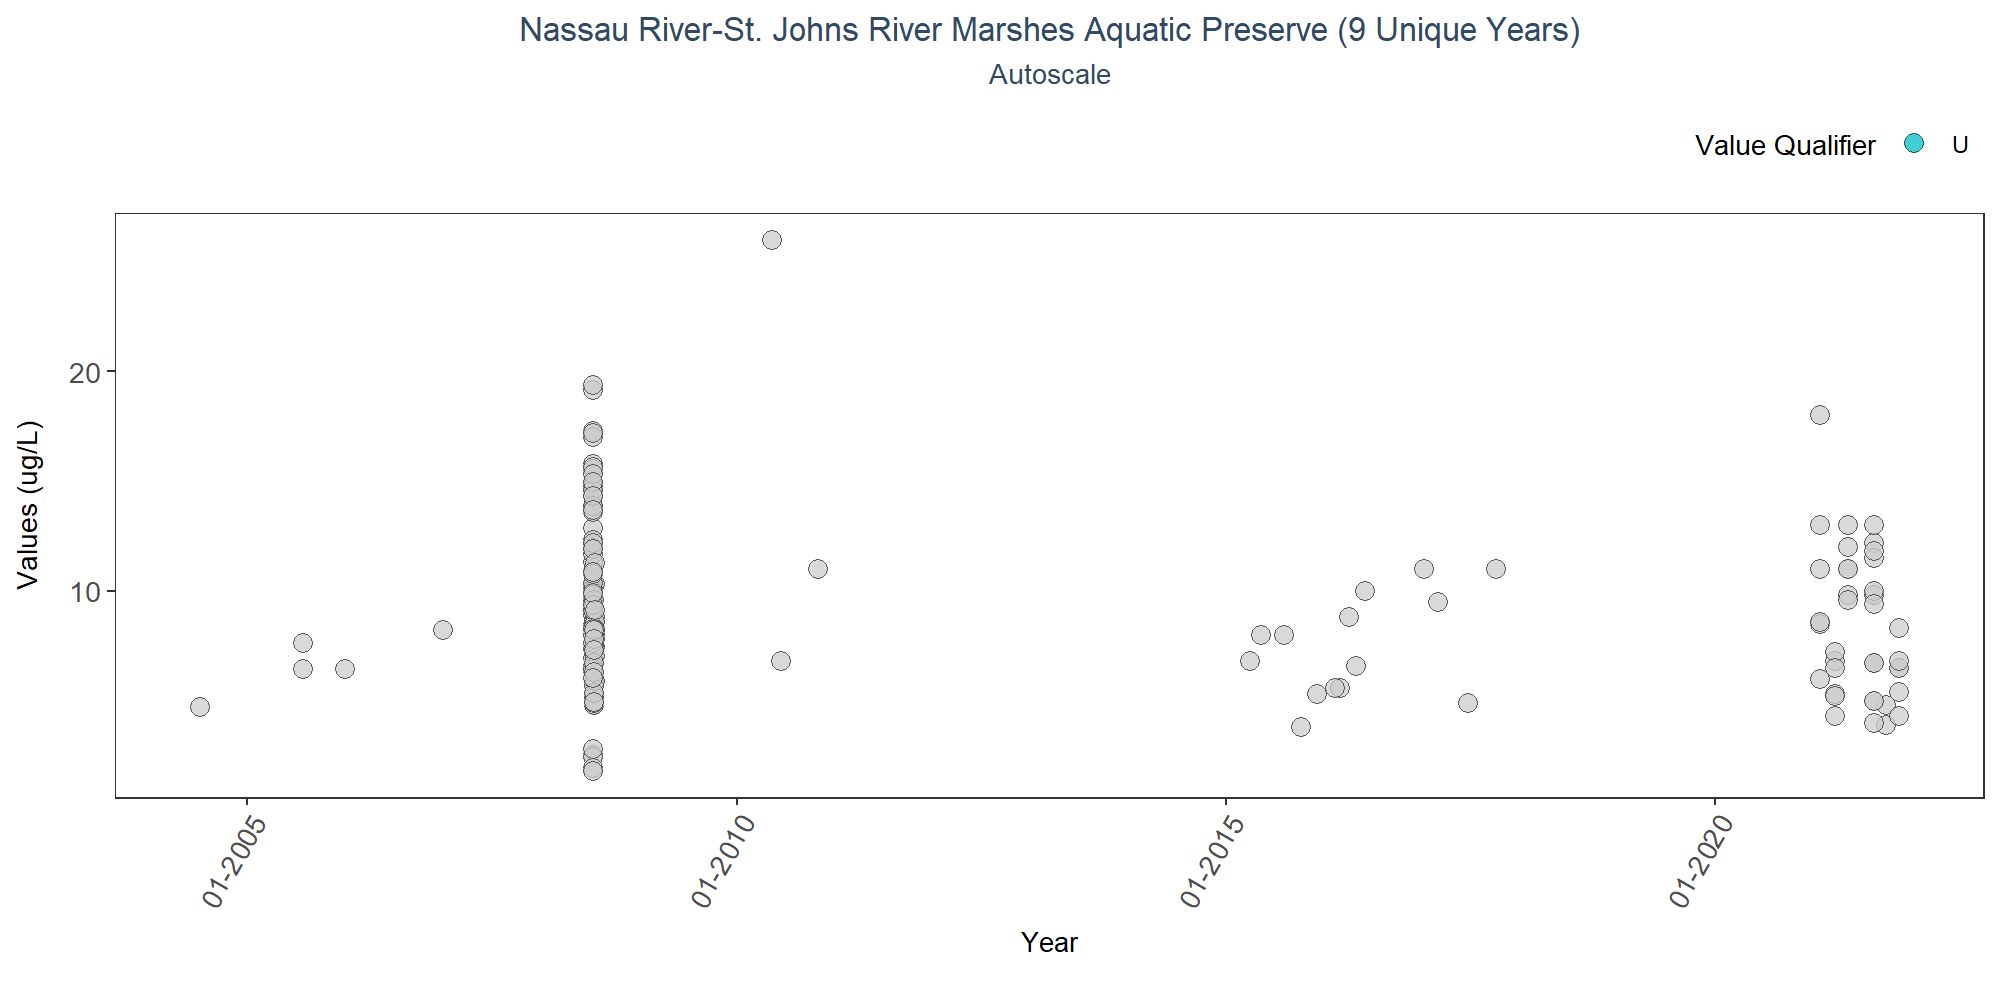 Nassau River-St. Johns River Marshes Aquatic Preserve (9 Unique Years)
Autoscale
Value Qualifier U
Values (ug/L)
20
10
01-2005
01-2010
01-2015
01-2020
Year